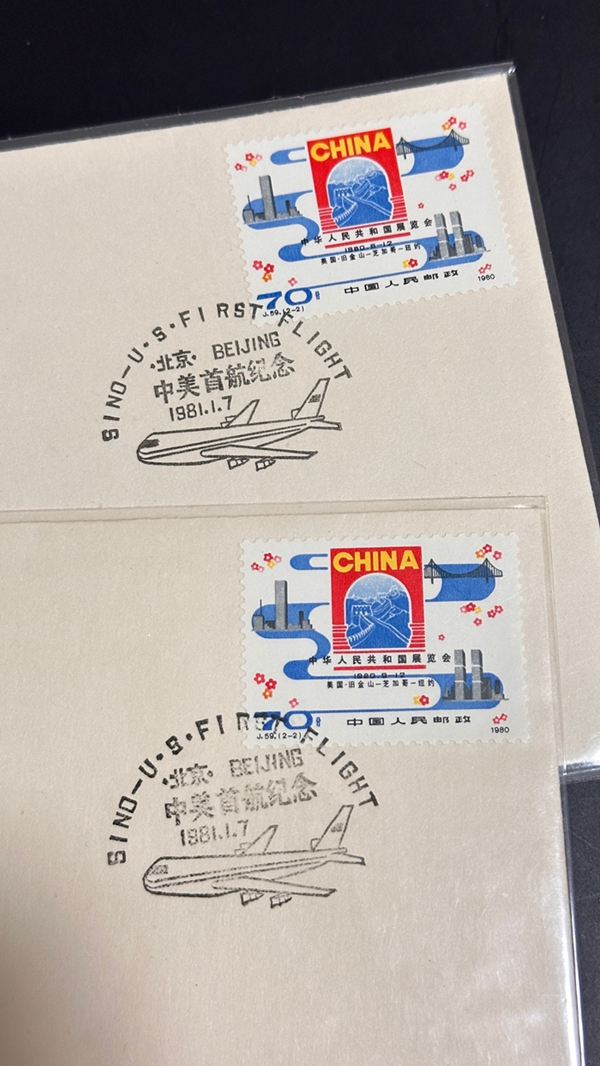 CHINA
中华人民共和国展览会
1980.9-12
美国·旧金山—芝加哥—纽约
70分
中国人民邮政
J.59.(2-2)
1980
SINO-U·S·FIRST FLIGHT
·北京· BEIJING
中美首航纪念
1981.1.7
CHINA
中华人民共和国展览会
1980.9-12
美国·旧金山—芝加哥—纽约
70分
中国人民邮政
J.59.(2-2)
1980
SINO-U·S·FIRST FLIGHT
·北京· BEIJING
中美首航纪念
1981.1.7